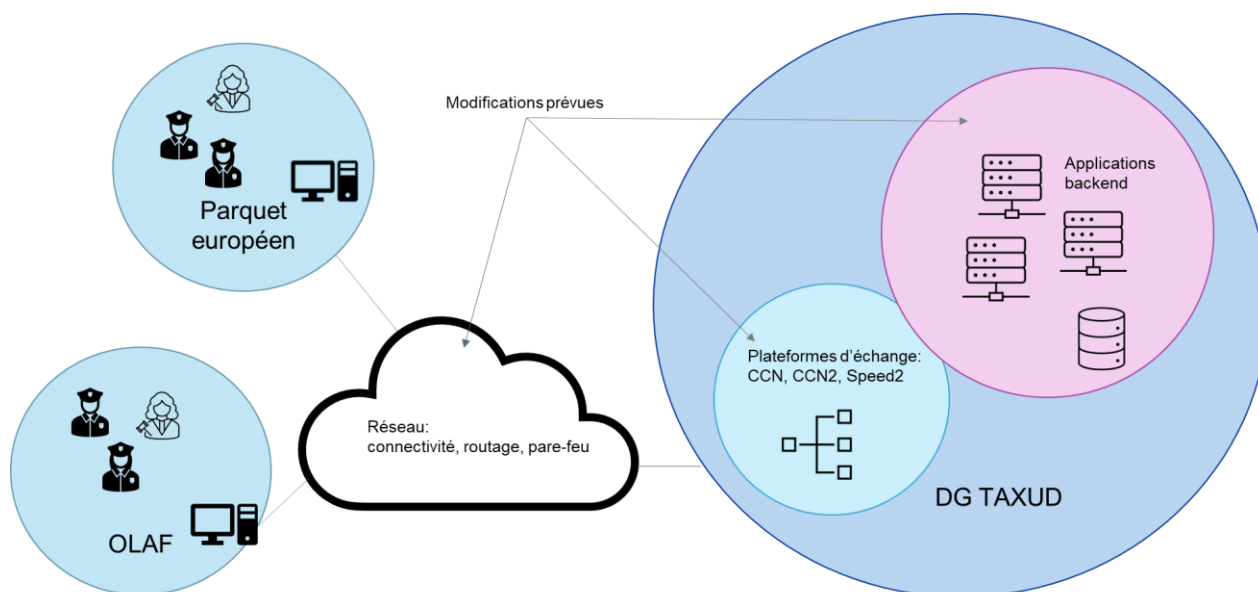 Modifications prévues
Parquet
européen
Applications
backend
Plateformes d'échange:
CCN, CCN2, Speed2
Réseau:
connectivité, routage, pare-feu
OLAF
DG TAXUD